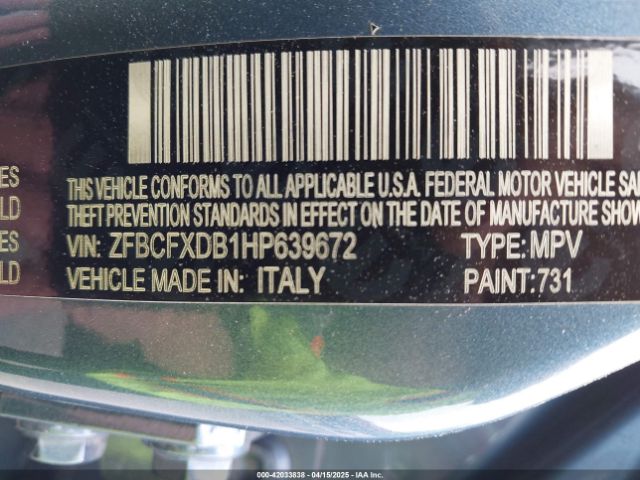 THIS VEHICLE CONFORMS TO ALL APPLICABLE U.S.A. FEDERAL MOTOR VEHICLE SAF
THEFT PREVENTION STANDARDS IN EFFECT ON THE DATE OF MANUFACTURE SHOW
VIN: ZFBCFXDB1HP639672 TYPE:MPV
VEHICLE MADE IN: ITALY PAINT:731
ES
LD
ES
LD
000-42033838 - 04/15/2025 - Copyright © IAA, Inc.